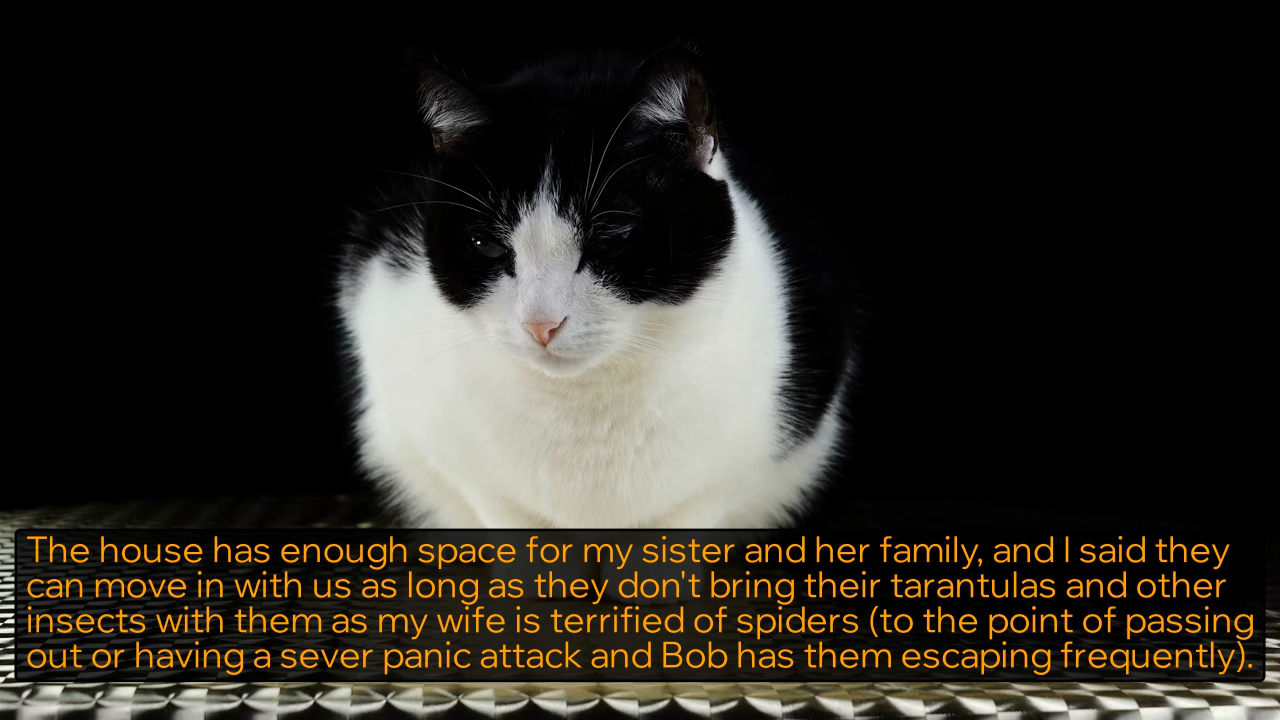 The house has enough space for my sister and her family, and I said they
can move in with us as long as they don't bring their tarantulas and other
insects with them as my wife is terrified of spiders (to the point of passing
out or having a sever panic attack and Bob has them escaping frequently).